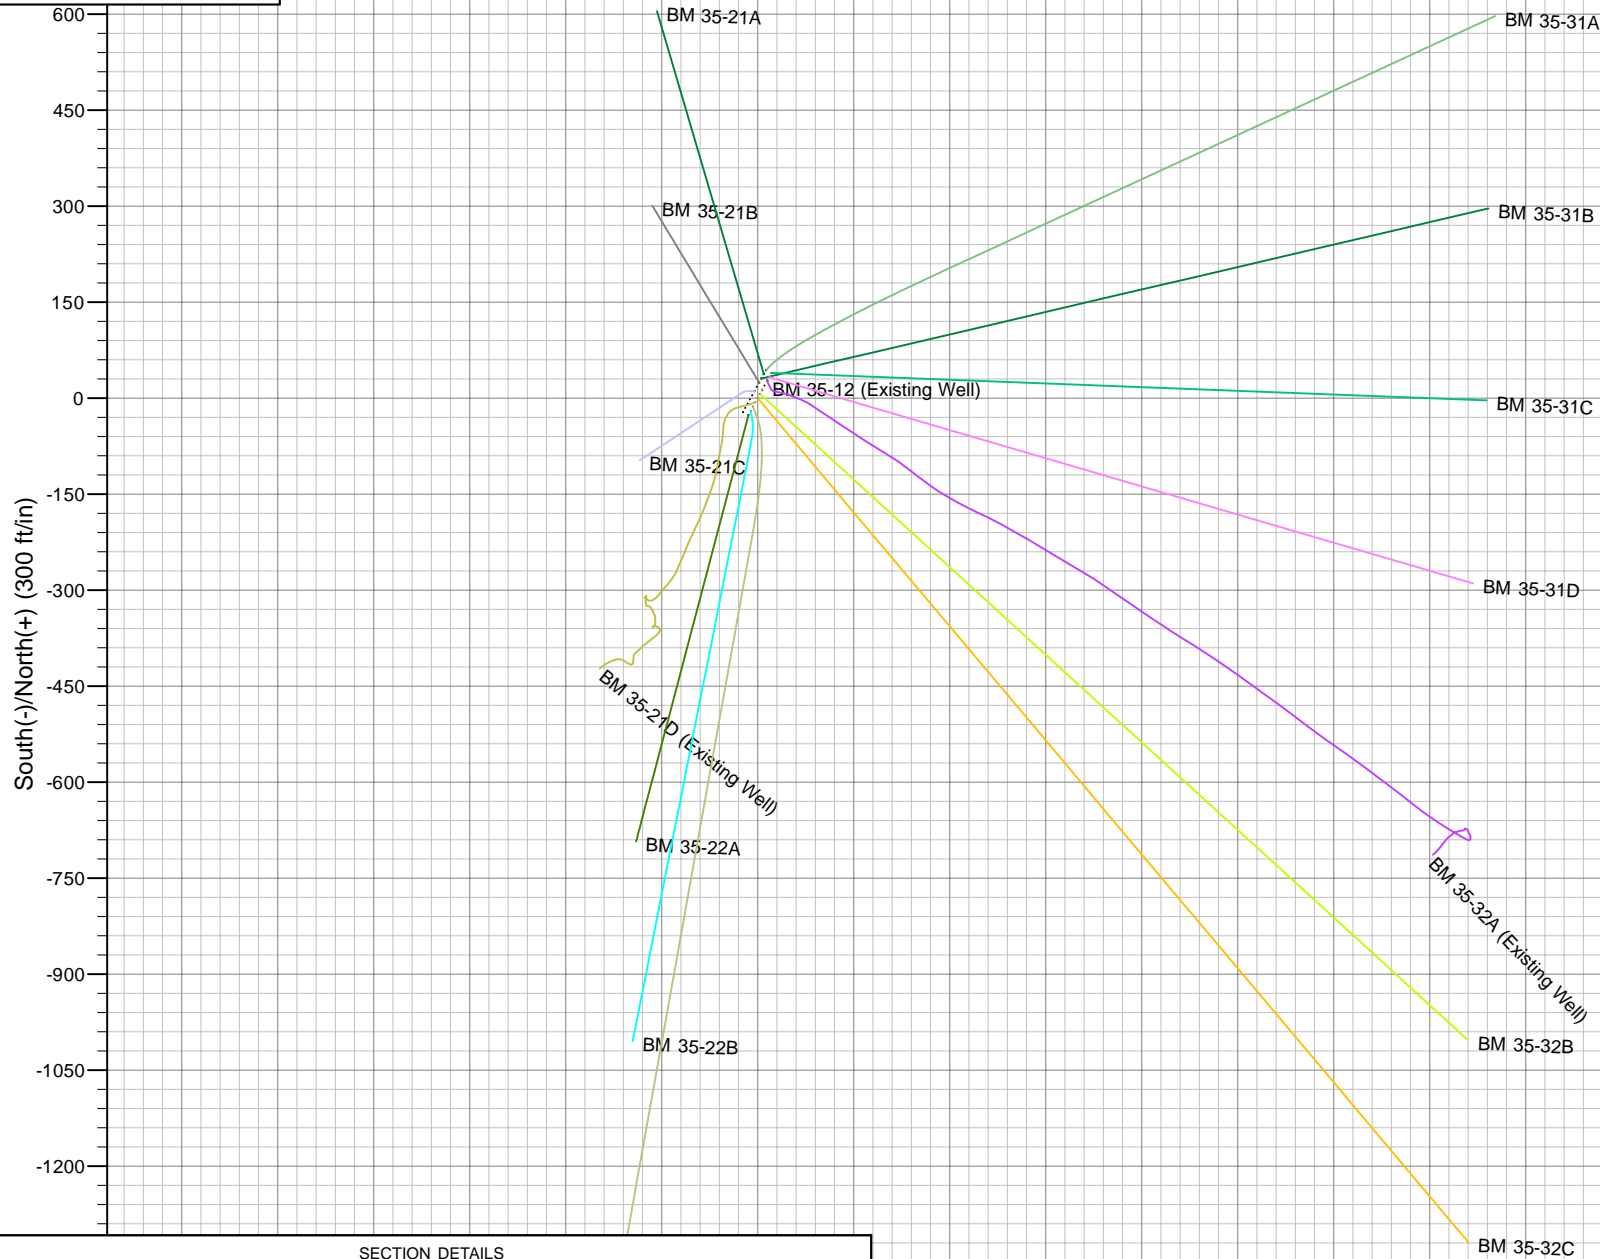 600
BM 35-21A
BM 35-31A
450
300
BM 35-21B
BM 35-31B
150
BM 35-12 (Existing Well)
0
BM 35-31C
BM 35-21C
-150
South(-)/North(+) (300 ft/in)
-300
BM 35-31D
-450
BM 35-21D (Existing Well)
-600
BM 35-22A
-750
BM 35-32A (Existing Well)
-900
BM 35-22B
BM 35-32B
-1050
-1200
BM 35-32C
SECTION DETAILS